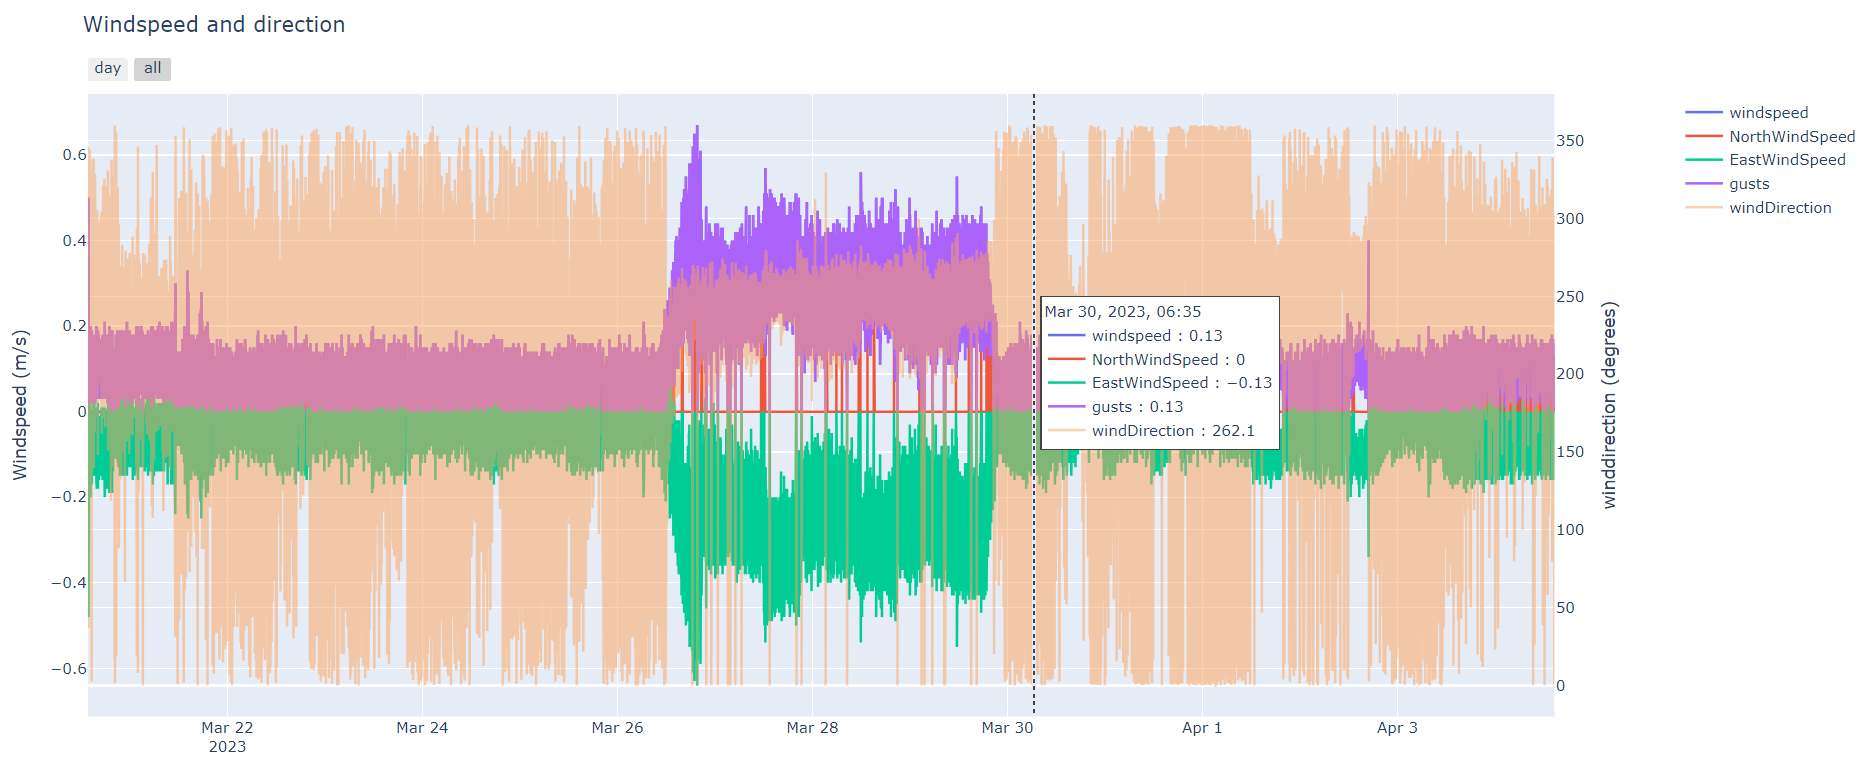 Windspeed and direction
day all
windspeed
NorthWindSpeed
EastWindSpeed
gusts
windDirection
Windspeed (m/s)
0.6
0.4
0.2
0
−0.2
−0.4
−0.6
350
300
250
200
150
100
50
0
winddirection (degrees)
Mar 30, 2023, 06:35
windspeed : 0.13
NorthWindSpeed : 0
EastWindSpeed : −0.13
gusts : 0.13
windDirection : 262.1
Mar 22 Mar 24 Mar 26 Mar 28 Mar 30 Apr 1 Apr 3
2023